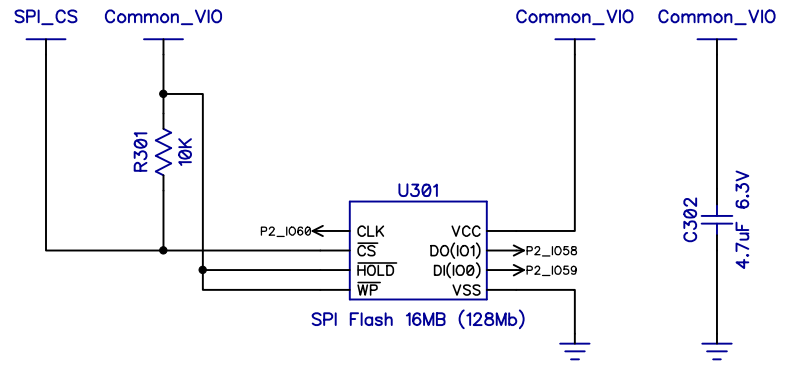 SPI_CS
Common_VIO
Common_VIO
Common_VIO
R301
10K
U301
P2_IO60
CLK
CS
HOLD
WP
VCC
DO(IO1)
DI(IO0)
VSS
P2_IO58
P2_IO59
SPI Flash 16MB (128Mb)
C302
4.7uF 6.3V